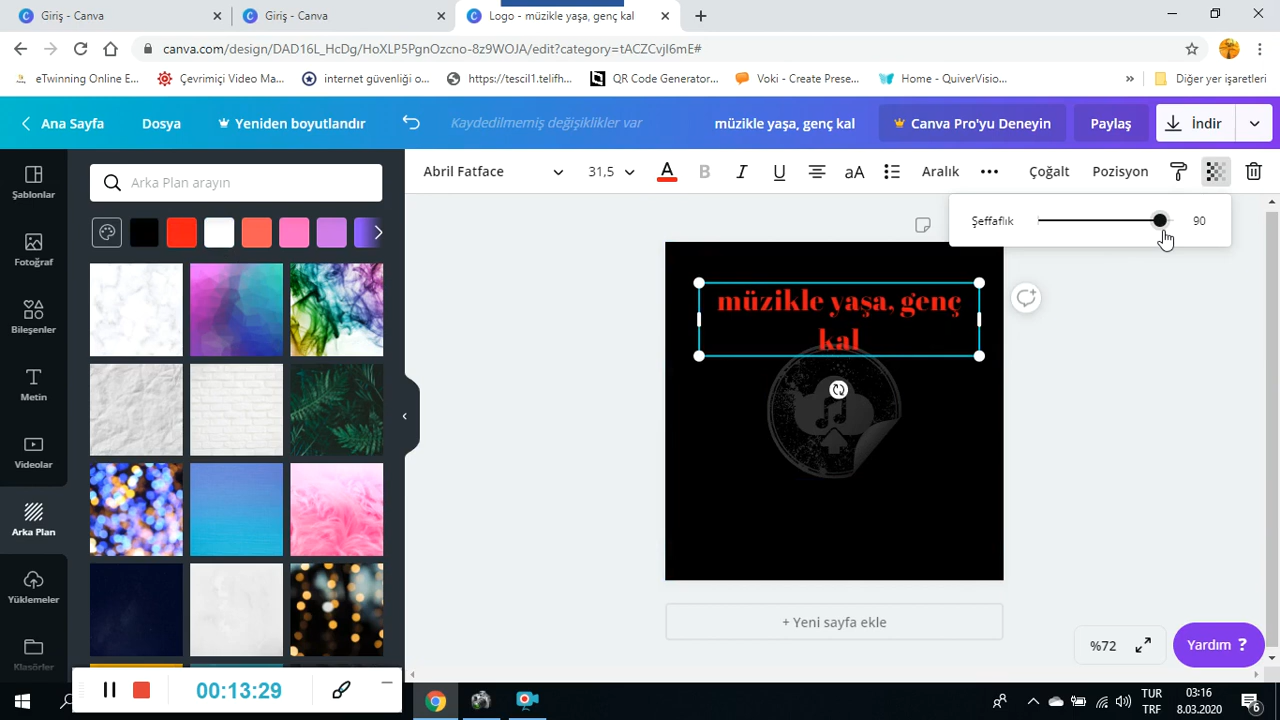 Giriş - Canva
Giriş - Canva
Logo - müzikle yaşa, genç kal
canva.com/design/DAD16L_HcDg/HoXLP5PgnOzcno-8z9WOJA/edit?category=tACZCvjI6mE#
eTwinning Online E...
Çevrimiçi Video Ma...
internet güvenliği o...
https://tescil1.telifh...
QR Code Generator...
Voki - Create Prese...
Home - QuiverVisio...
»
Diğer yer işaretleri
Ana Sayfa
Dosya
Yeniden boyutlandır
Kaydedilmemiş değişiklikler var
müzikle yaşa, genç kal
Canva Pro'yu Deneyin
Paylaş
İndir
Abril Fatface
31,5
A
B
I
U
aA
Aralık
Çoğalt
Pozisyon
Şeffaflık
90
Arka Plan arayın
Şablonlar
Fotoğraf
Bileşenler
Metin
Videolar
Arka Plan
Yüklemeler
Klasörler
müzikle yaşa, genç
kal
+ Yeni sayfa ekle
%72
Yardım ?
00:13:29
TUR
TRF
03:16
8.03.2020
6